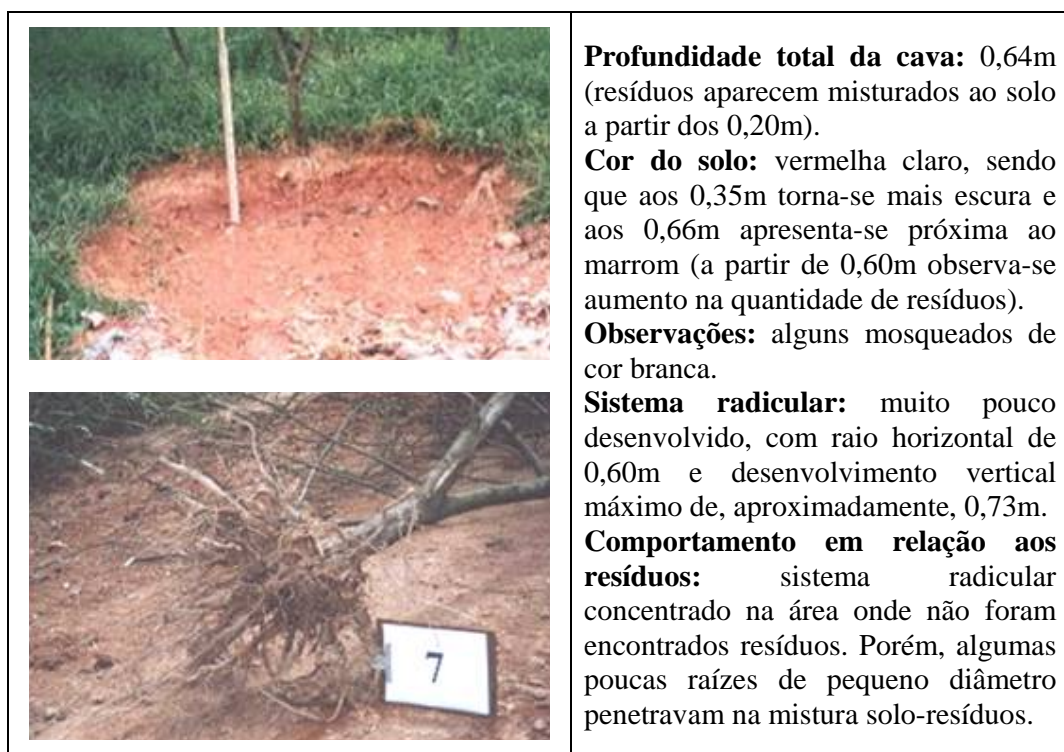 Profundidade total da cava: 0,64m
(resíduos aparecem misturados ao solo
a partir dos 0,20m).
Cor do solo: vermelha claro, sendo
que aos 0,35m torna-se mais escura e
aos 0,66m apresenta-se próxima ao
marrom (a partir de 0,60m observa-se
aumento na quantidade de resíduos).
Observações: alguns mosqueados de
cor branca.
Sistema radicular: muito pouco
desenvolvido, com raio horizontal de
0,60m e desenvolvimento vertical
máximo de, aproximadamente, 0,73m.
Comportamento em relação aos
resíduos: sistema radicular
concentrado na área onde não foram
encontrados resíduos. Porém, algumas
poucas raízes de pequeno diâmetro
penetravam na mistura solo-resíduos.
7